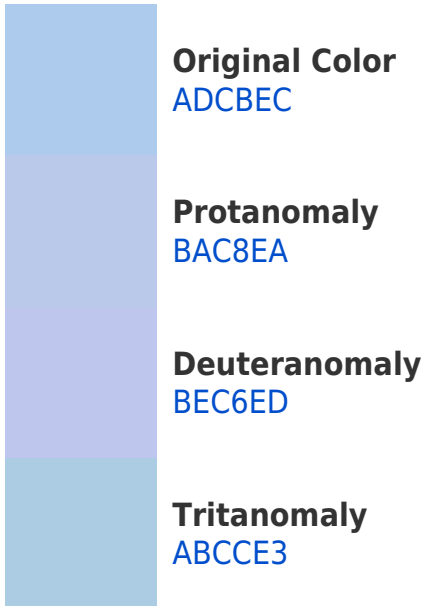 Original Color
ADCBEC
Protanomaly
BAC8EA
Deuteranomaly
BEC6ED
Tritanomaly
ABCCE3